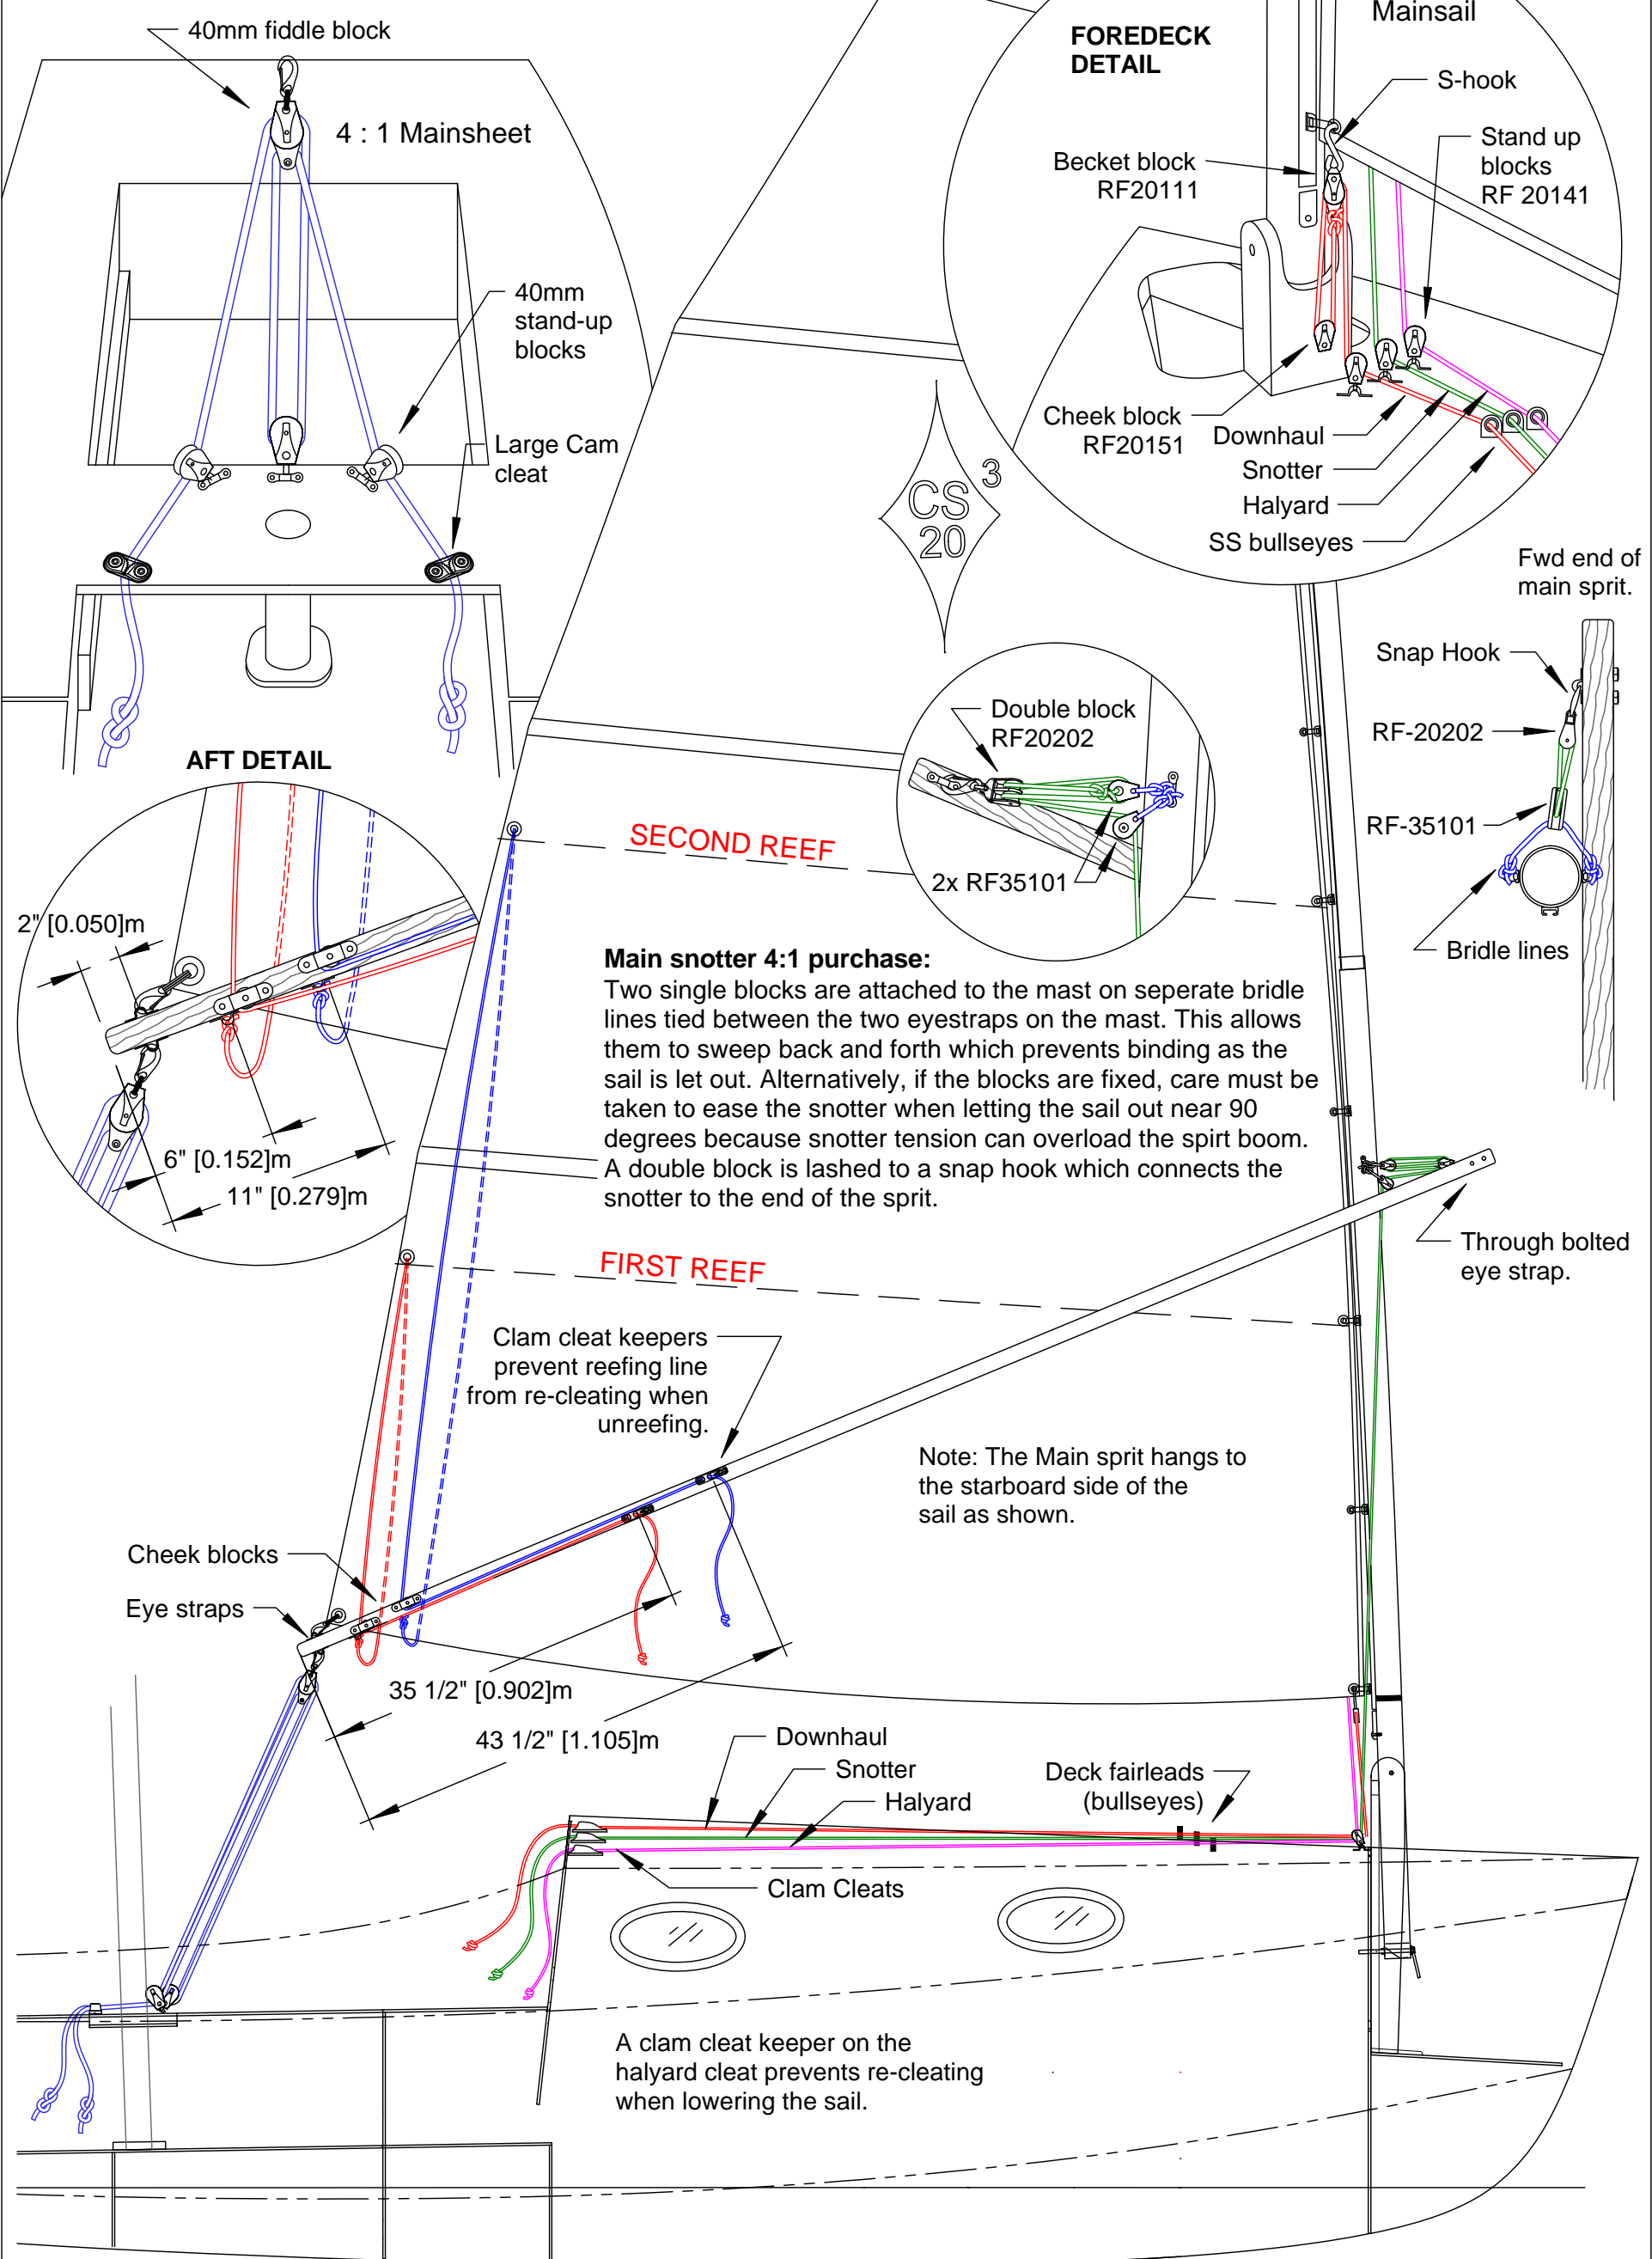 40mm fiddle block
4 : 1 Mainsheet
40mm
stand-up
blocks
Large Cam
cleat
AFT DETAIL
FOREDECK
DETAIL
Mainsail
S-hook
Stand up
blocks
RF 20141
Becket block
RF20111
Cheek block
RF20151
Downhaul
Snotter
Halyard
SS bullseyes
CS 3
20
Fwd end of
main sprit.
Snap Hook
RF-20202
RF-35101
Bridle lines
Double block
RF20202
2x RF35101
SECOND REEF
2" [0.050]m
6" [0.152]m
11" [0.279]m
Main snotter 4:1 purchase:
Two single blocks are attached to the mast on seperate bridle
lines tied between the two eyestraps on the mast. This allows
them to sweep back and forth which prevents binding as the
sail is let out. Alternatively, if the blocks are fixed, care must be
taken to ease the snotter when letting the sail out near 90
degrees because snotter tension can overload the spirt boom.
A double block is lashed to a snap hook which connects the
snotter to the end of the sprit.
Through bolted
eye strap.
FIRST REEF
Clam cleat keepers
prevent reefing line
from re-cleating when
unreefing.
Note: The Main sprit hangs to
the starboard side of the
sail as shown.
Cheek blocks
Eye straps
35 1/2" [0.902]m
43 1/2" [1.105]m
Downhaul
Snotter
Halyard
Deck fairleads
(bullseyes)
Clam Cleats
A clam cleat keeper on the
halyard cleat prevents re-cleating
when lowering the sail.